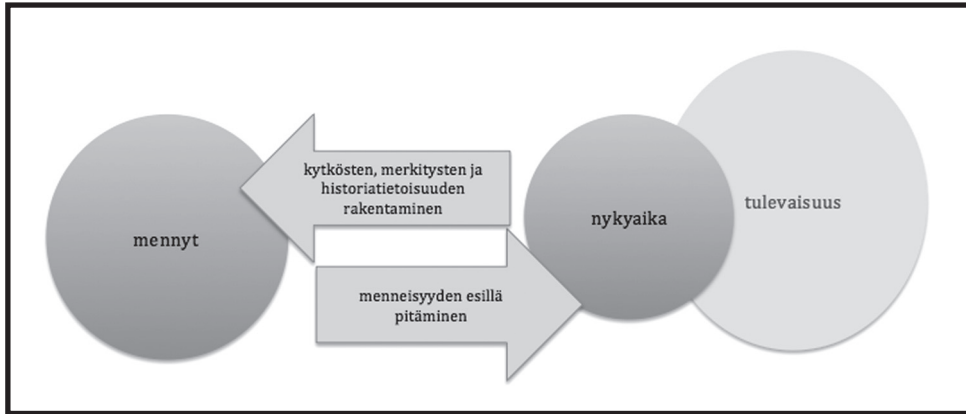 mennyt
kytkösten, merkitysten ja
historiatietoisuuden
rakentaminen
menneisyyden esillä
pitäminen
nykyaika
tulevaisuus